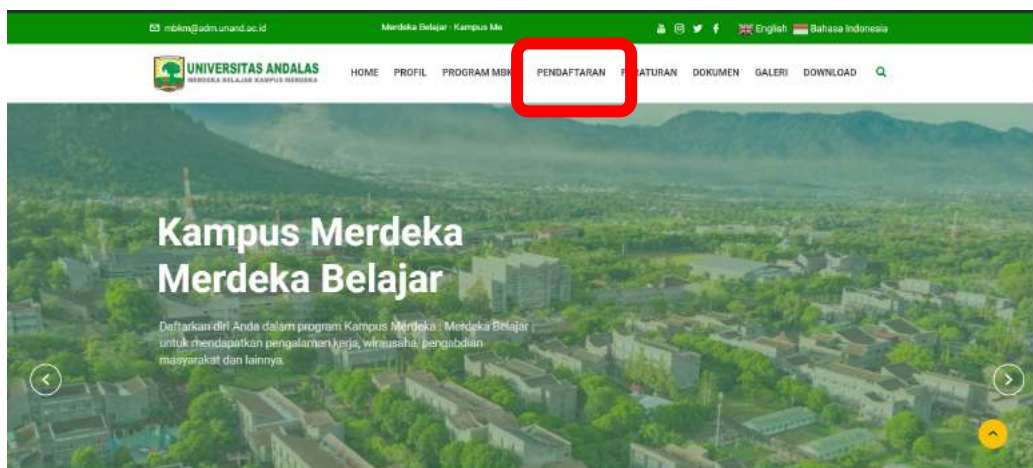 mbkm@adm.unand.ac.id
Merdeka Belajar - Kampus Me
English Bahasa Indonesia
UNIVERSITAS ANDALAS
MERDEKA BELAJAR KAMPUS MERDEKA
HOME PROFIL PROGRAM PENDAFTARAN DOKUMEN GALERI DOWNLOAD
Kampus Merdeka
Merdeka Belajar
Daftarkan diri Anda dalam program Kampus Merdeka : Merdeka Belajar
untuk mendapatkan pengalaman kerja, wirausaha, pengabdian
masyarakat dan lainnya.